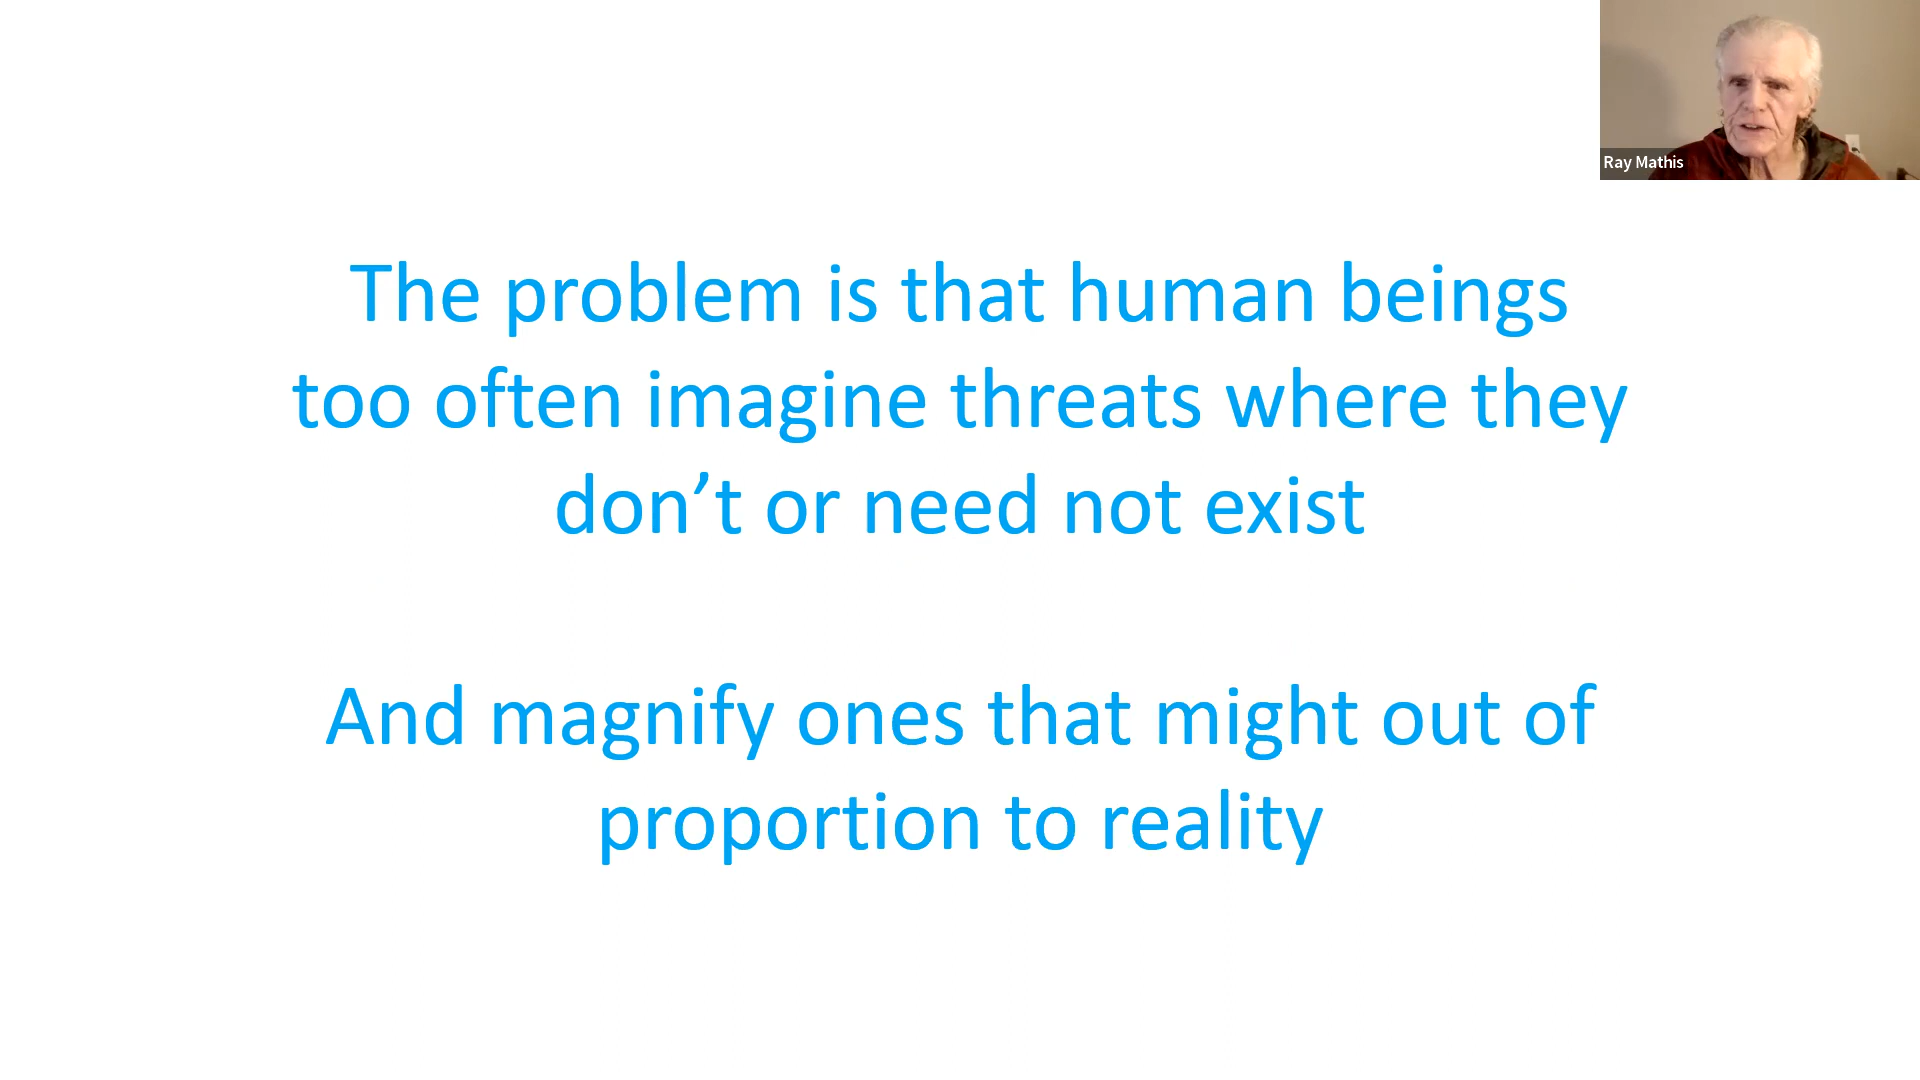 Ray Mathis
The problem is that human beings
too often imagine threats where they
don’t or need not exist
And magnify ones that might out of
proportion to reality